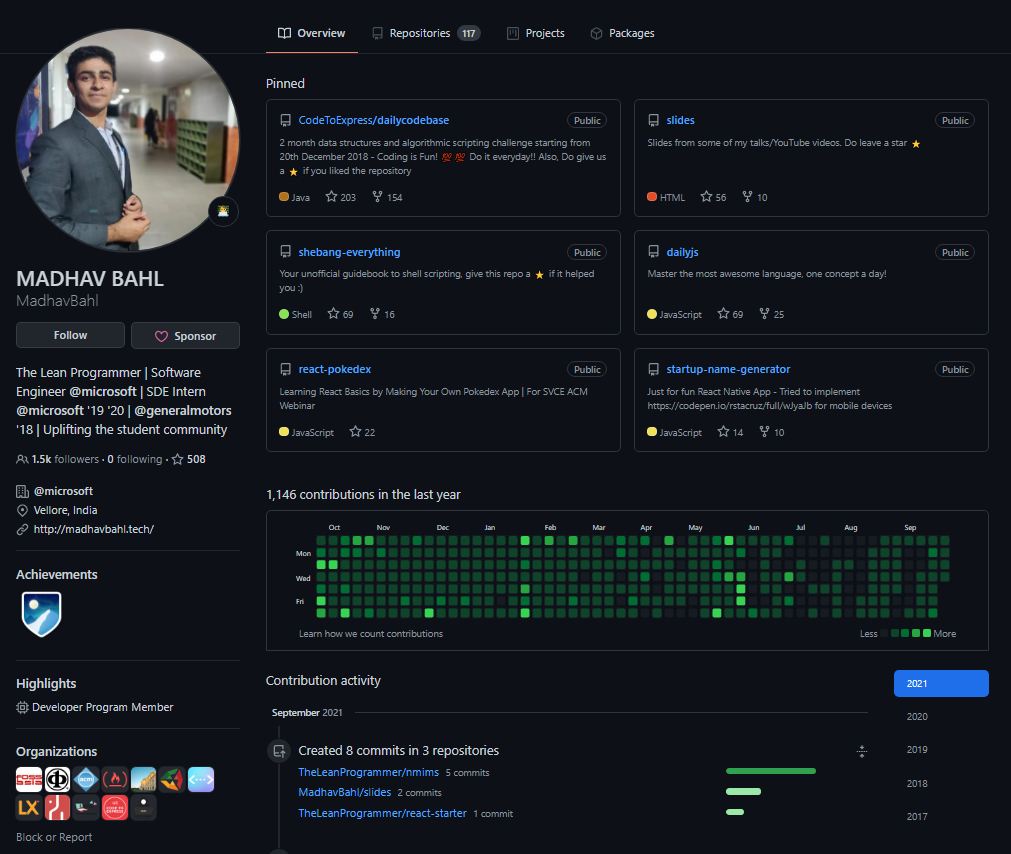 Overview
Repositories 117
Projects
Packages
MADHAV BAHL
MadhavBahl
Follow
Sponsor
The Lean Programmer | Software
Engineer @microsoft | SDE Intern
@microsoft '19 '20 | @generalmotors
'18 | Uplifting the student community
1.5k followers · 0 following · 508
@microsoft
Vellore, India
http://madhavbahl.tech/
Achievements
Highlights
Developer Program Member
Organizations
FOSS
ASIA
acm
LX
Block or Report
Pinned
CodeToExpress/dailycodebase
Public
2 month data structures and algorithmic scripting challenge starting from
20th December 2018 - Coding is Fun! 💯 💯 Do it everyday!! Also, Do give us
a ⭐ if you liked the repository
Java 203 154
slides
Public
Slides from some of my talks/YouTube videos. Do leave a star ⭐
HTML 56 10
shebang-everything
Public
Your unofficial guidebook to shell scripting, give this repo a ⭐ if it helped
you :)
Shell 69 16
dailyjs
Public
Master the most awesome language, one concept a day!
JavaScript 69 25
react-pokedex
Public
Learning React Basics by Making Your Own Pokedex App | For SVCE ACM
Webinar
JavaScript 22
startup-name-generator
Public
Just for fun React Native App - Tried to implement
https://codepen.io/rstacruz/full/wJyaJb for mobile devices
JavaScript 14 10
1,146 contributions in the last year
Oct Nov Dec Jan Feb Mar Apr May Jun Jul Aug Sep
Mon
Wed
Fri
Learn how we count contributions
Less More
Contribution activity
2021
2020
2019
2018
2017
September 2021
Created 8 commits in 3 repositories
TheLeanProgrammer/nmims 5 commits
MadhavBahl/slides 2 commits
TheLeanProgrammer/react-starter 1 commit